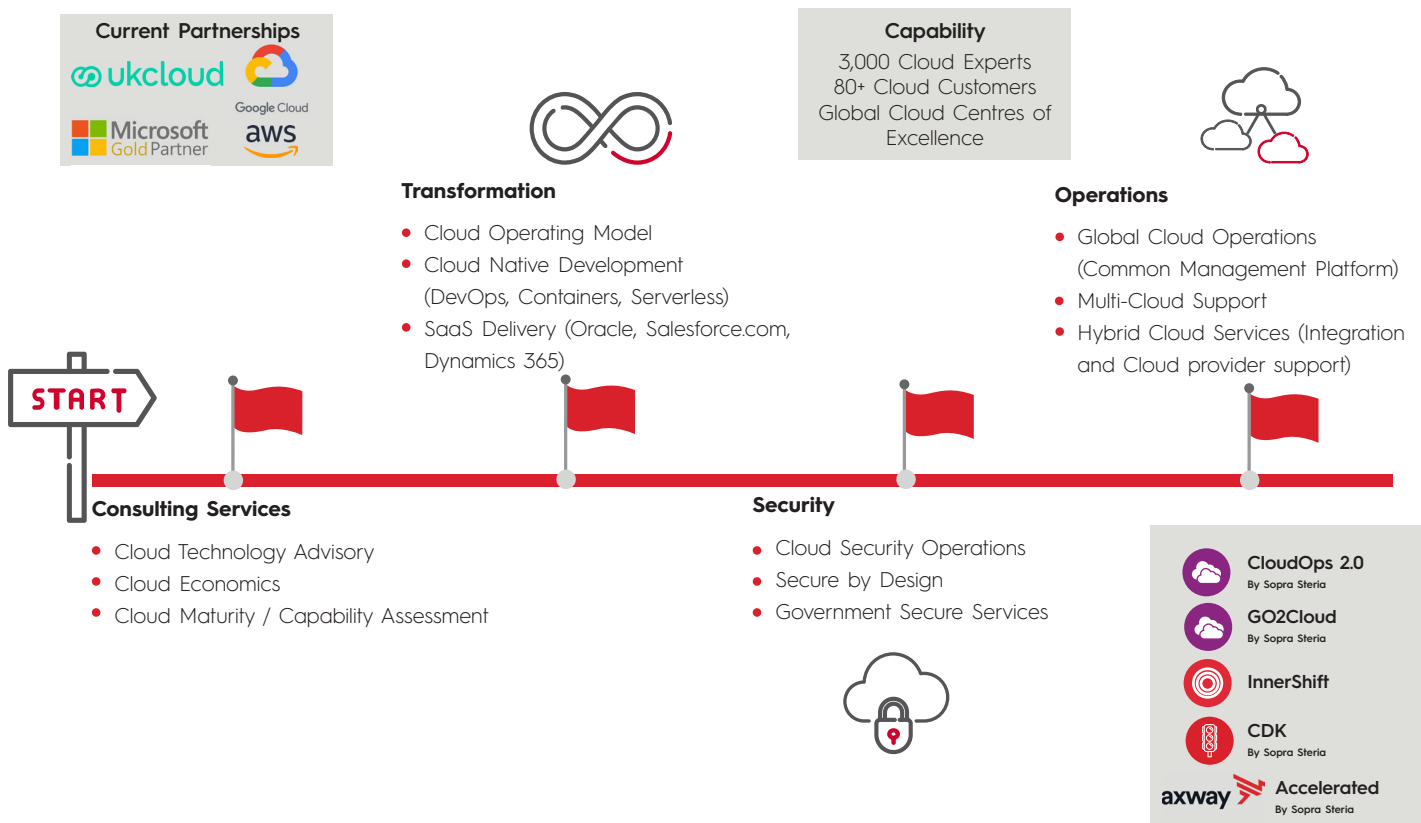 Current Partnerships
ukcloud
Google Cloud
Microsoft
Gold Partner
aws
Capability
3,000 Cloud Experts
80+ Cloud Customers
Global Cloud Centres of
Excellence
Transformation
Cloud Operating Model
Cloud Native Development
(DevOps, Containers, Serverless)
SaaS Delivery (Oracle, Salesforce.com,
Dynamics 365)
Operations
Global Cloud Operations
(Common Management Platform)
Multi-Cloud Support
Hybrid Cloud Services (Integration
and Cloud provider support)
START
Consulting Services
Cloud Technology Advisory
Cloud Economics
Cloud Maturity / Capability Assessment
Security
Cloud Security Operations
Secure by Design
Government Secure Services
CloudOps 2.0
By Sopra Steria
GO2Cloud
By Sopra Steria
InnerShift
CDK
By Sopra Steria
axway Accelerated
By Sopra Steria